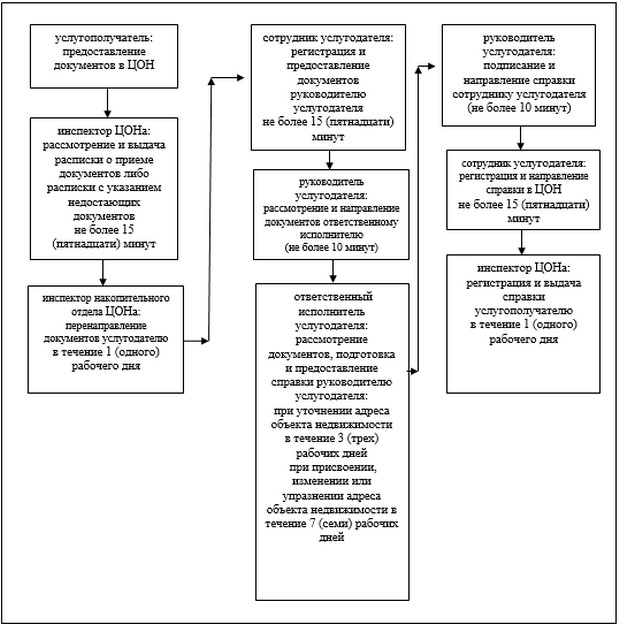 услугополучатель:
предоставление
документов в ЦОН
инспектор ЦОНа:
рассмотрение и выдача
расписки о приеме
документов либо
расписки с указанием
недостающих
документов
не более 15
(пятнадцати) минут
инспектор накопительного
отдела ЦОНа:
перенаправление
документов услугодателю
в течение 1 (одного)
рабочего дня
сотрудник услугодателя:
регистрация и
предоставление
документов
руководителю
услугодателя
не более 15 (пятнадцати)
минут
руководитель
услугодателя:
рассмотрение и направление
документов ответственному
исполнителю
(не более 10 минут)
ответственный
исполнитель
услугодателя:
рассмотрение
документов, подготовка
и предоставление
справки руководителю
услугодателя:
при уточнении адреса
объекта недвижимости
в течение 3 (трех)
рабочих дней
при присвоении,
изменении или
упразнении адреса
объекта недвижимости в
течение 7 (семи) рабочих
дней
руководитель
услугодателя:
подписание и
направление справки
сотруднику услугодателя
(не более 10 минут)
сотрудник услугодателя:
регистрация и направление
справки в ЦОН
не более 15 (пятнадцати)
минут
инспектор ЦОНа:
регистрация и выдача
справки
услугополучателю
в течение 1 (одного)
рабочего дня